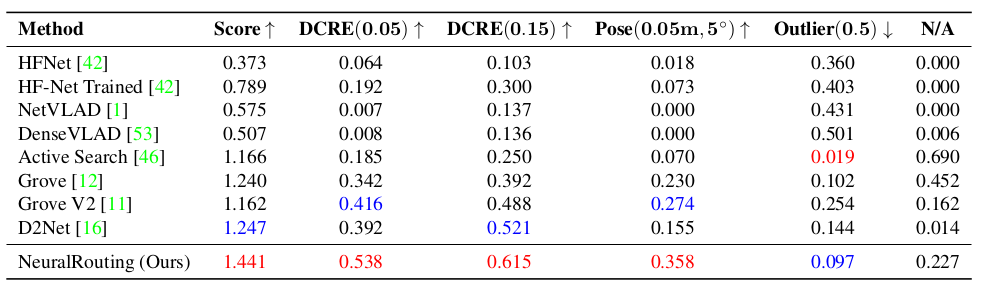 Method Score ↑ DCRE(0.05) ↑ DCRE(0.15) ↑ Pose(0.05m, 5°) ↑ Outlier(0.5) ↓ N/A
HFNet [42] 0.373 0.064 0.103 0.018 0.360 0.000
HF-Net Trained [42] 0.789 0.192 0.300 0.073 0.403 0.000
NetVLAD [1] 0.575 0.007 0.137 0.000 0.431 0.000
DenseVLAD [53] 0.507 0.008 0.136 0.000 0.501 0.006
Active Search [46] 1.166 0.185 0.250 0.070 0.019 0.690
Grove [12] 1.240 0.342 0.392 0.230 0.102 0.452
Grove V2 [11] 1.162 0.416 0.488 0.274 0.254 0.162
D2Net [16] 1.247 0.392 0.521 0.155 0.144 0.014
NeuralRouting (Ours) 1.441 0.538 0.615 0.358 0.097 0.227